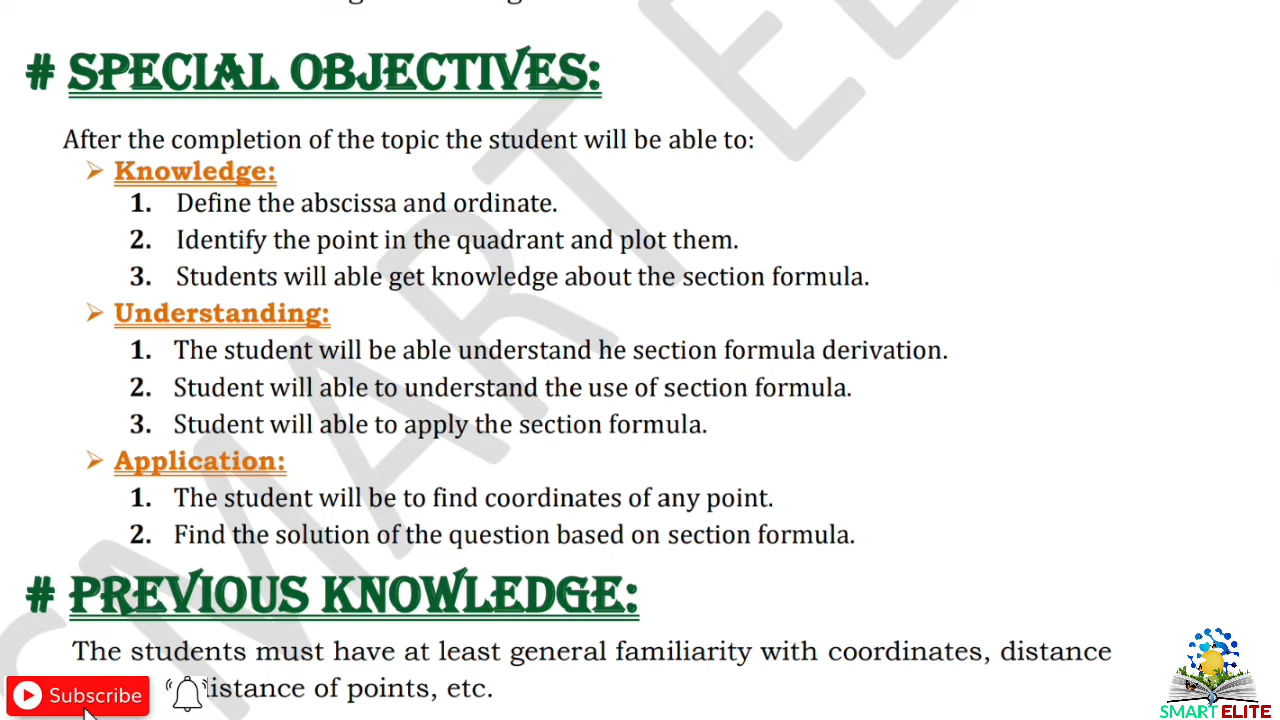 # SPECIAL OBJECTIVES:
After the completion of the topic the student will be able to:
➢ Knowledge:
1. Define the abscissa and ordinate.
2. Identify the point in the quadrant and plot them.
3. Students will able get knowledge about the section formula.
➢ Understanding:
1. The student will be able understand he section formula derivation.
2. Student will able to understand the use of section formula.
3. Student will able to apply the section formula.
➢ Application:
1. The student will be to find coordinates of any point.
2. Find the solution of the question based on section formula.
# PREVIOUS KNOWLEDGE:
The students must have at least general familiarity with coordinates, distance
of points, etc.
Subscribe
SMART ELITE
SMART EL